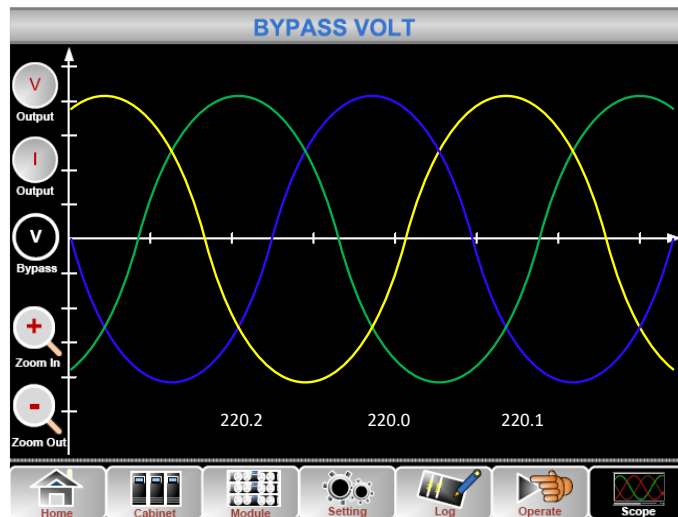 BYPASS VOLT
V
Output
I
Output
V
Bypass
+
Zoom In
-
Zoom Out
220.2 220.0 220.1
Home Cabinet Module Setting Log Operate Scope